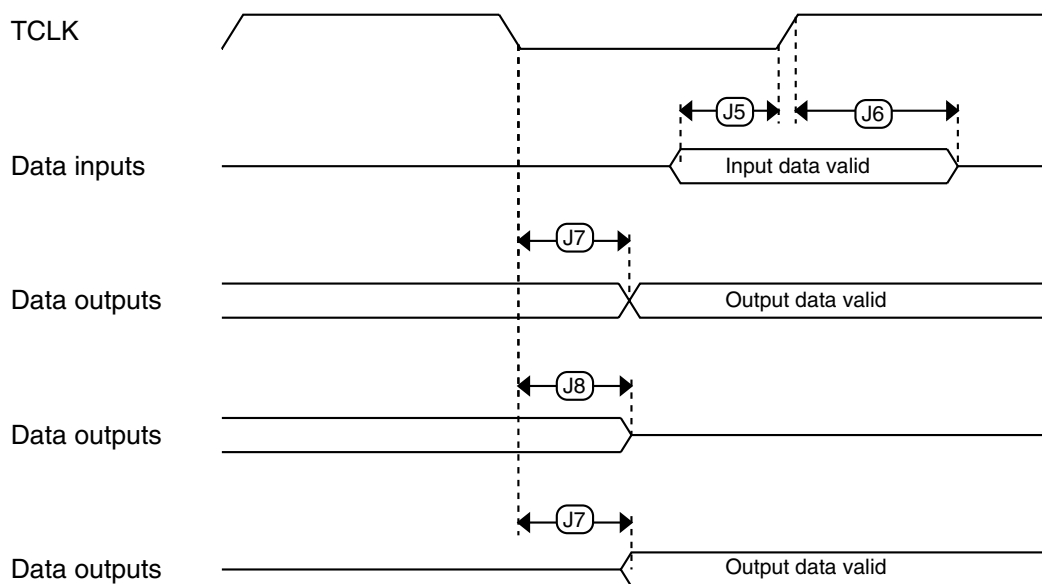 TCLK
J5
J6
Data inputs
Input data valid
J7
Data outputs
Output data valid
J8
Data outputs
J7
Data outputs
Output data valid